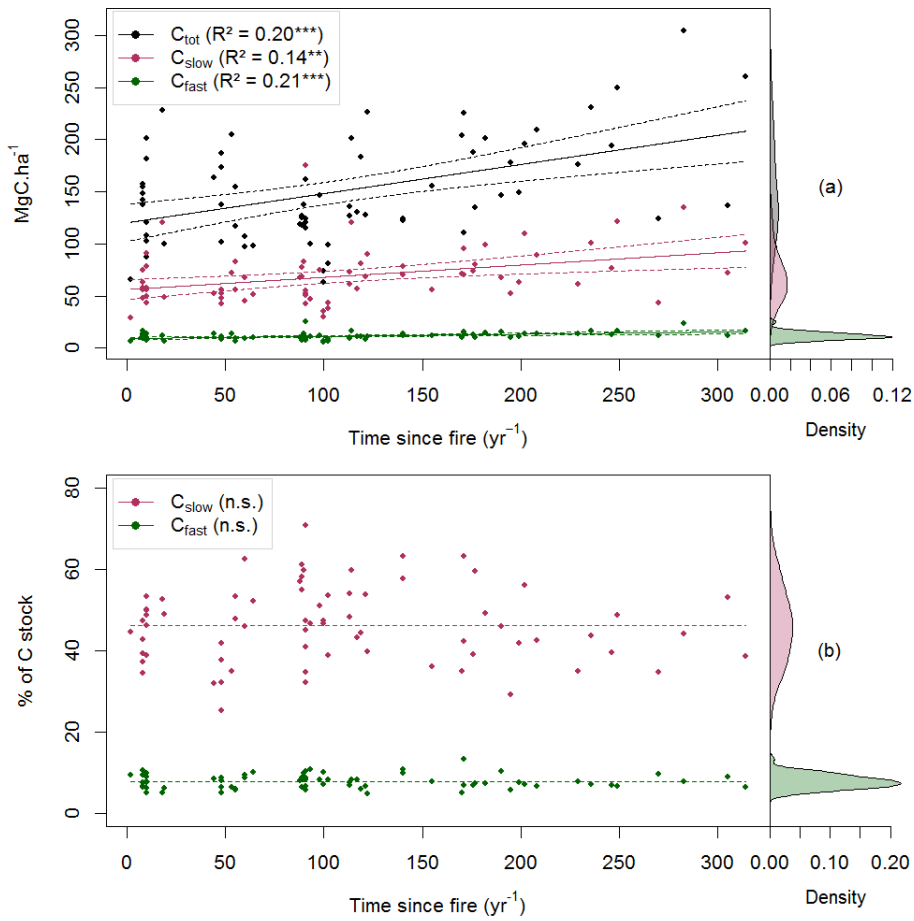 C_tot (R² = 0.20***)
C_slow (R² = 0.14**)
C_fast (R² = 0.21***)
MgC.ha⁻¹
300
250
200
150
100
50
0
(a)
0 50 100 150 200 250 300
0.00 0.06 0.12
Time since fire (yr⁻¹)
Density
C_slow (n.s.)
C_fast (n.s.)
% of C stock
80
60
40
20
0
(b)
0 50 100 150 200 250 300
0.00 0.10 0.20
Time since fire (yr⁻¹)
Density